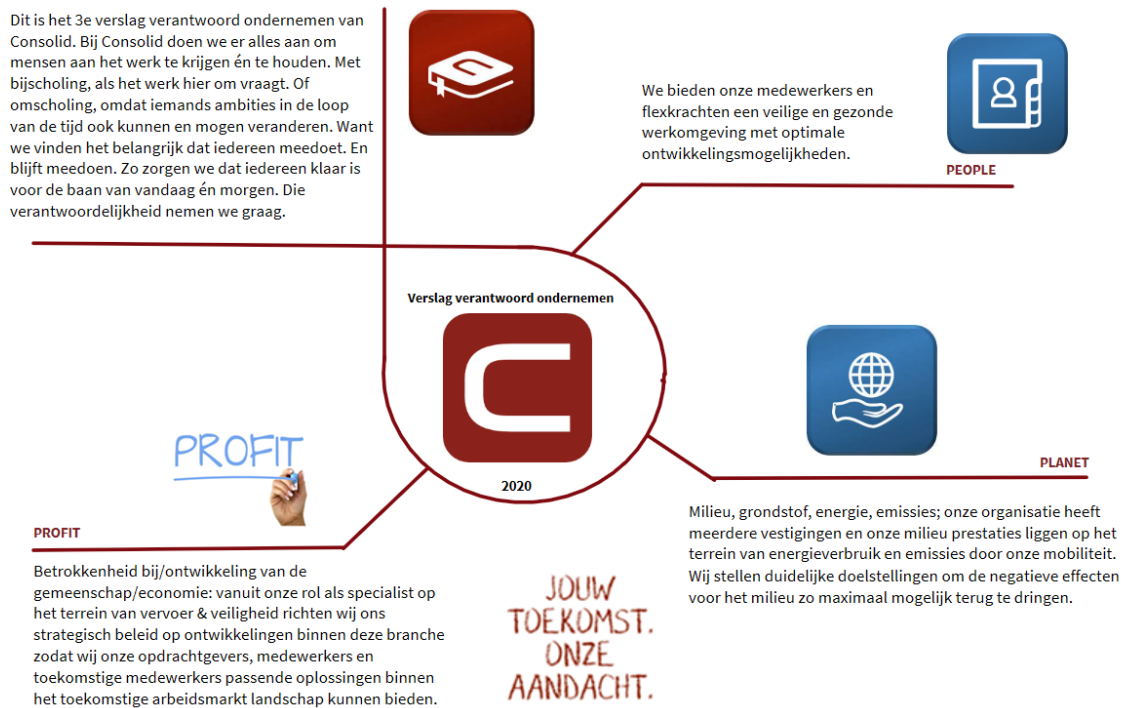 Dit is het 3e verslag verantwoord ondernemen van
Consolid. Bij Consolid doen we er alles aan om
mensen aan het werk te krijgen én te houden. Met
bijscholing, als het werk hier om vraagt. Of
omscholing, omdat iemands ambities in de loop
van de tijd ook kunnen en mogen veranderen. Want
we vinden het belangrijk dat iedereen meedoet. En
blijft meedoen. Zo zorgen we dat iedereen klaar is
voor de baan van vandaag én morgen. Die
verantwoordelijkheid nemen we graag.
We bieden onze medewerkers en
flexkrachten een veilige en gezonde
werkomgeving met optimale
ontwikkelingsmogelijkheden.
PEOPLE
Verslag verantwoord ondernemen
C
2020
PLANET
Milieu, grondstof, energie, emissies; onze organisatie heeft
meerdere vestigingen en onze milieu prestaties liggen op het
terrein van energieverbruik en emissies door onze mobiliteit.
Wij stellen duidelijke doelstellingen om de negatieve effecten
voor het milieu zo maximaal mogelijk terug te dringen.
PROFIT
PROFIT
Betrokkenheid bij/ontwikkeling van de
gemeenschap/economie: vanuit onze rol als specialist op
het terrein van vervoer & veiligheid richten wij ons
strategisch beleid op ontwikkelingen binnen deze branche
zodat wij onze opdrachtgevers, medewerkers en
toekomstige medewerkers passende oplossingen binnen
het toekomstige arbeidsmarkt landschap kunnen bieden.
JOUW
TOEKOMST.
ONZE
AANDACHT.